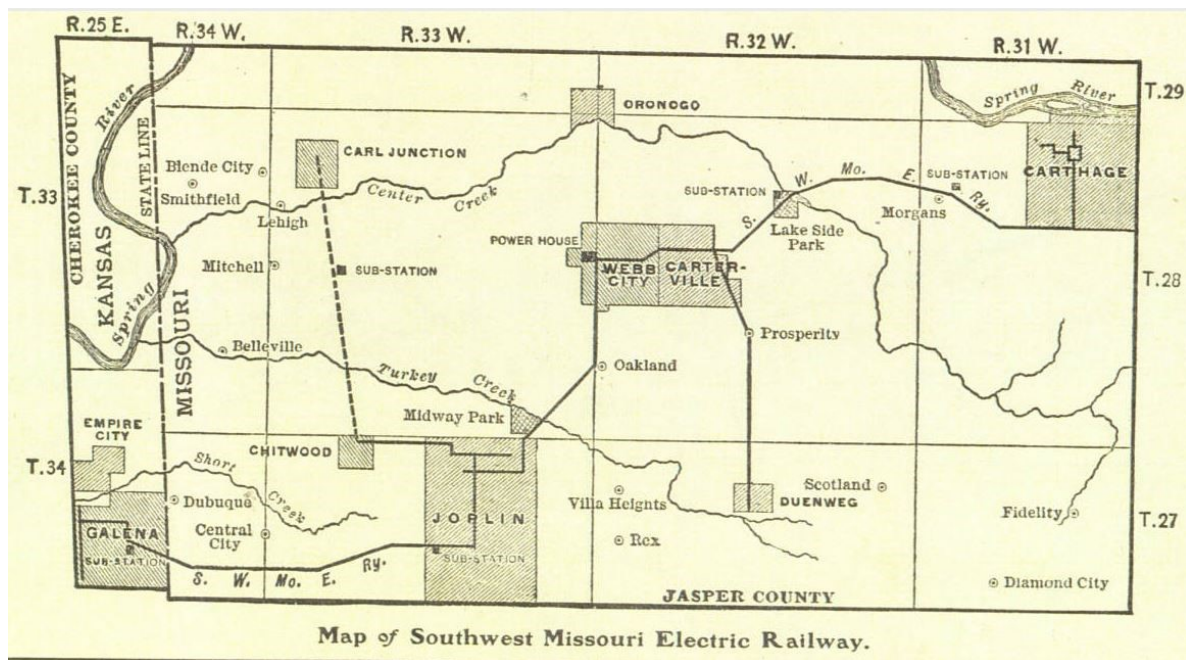 R.25 E.
R.34 W.
R.33 W.
R.32 W.
R.31 W.
T.29
Spring River
CHEROKEE COUNTY
KANSAS
River
Spring
STATE LINE
MISSOURI
T.33
Blende City
Smithfield
CARL JUNCTION
Center Creek
Lehigh
ORONOGO
SUB-STATION
S. W. Mo. E. Ry.
SUB-STATION
Morgans
CARTHAGE
Lake Side
Park
POWER HOUSE
WEBB
CITY
CARTER-
VILLE
Mitchell
SUB-STATION
T.28
Belleville
Turkey Creek
Prosperity
Oakland
Midway Park
EMPIRE
CITY
CHITWOOD
T.34
Short Creek
Dubuque
Central
City
GALENA
SUB-STATION
JOPLIN
SUB-STATION
S. W. Mo. E. Ry.
Villa Heights
Rex
DUENWEG
Scotland
Fidelity
T.27
Diamond City
JASPER COUNTY
Map of Southwest Missouri Electric Railway.